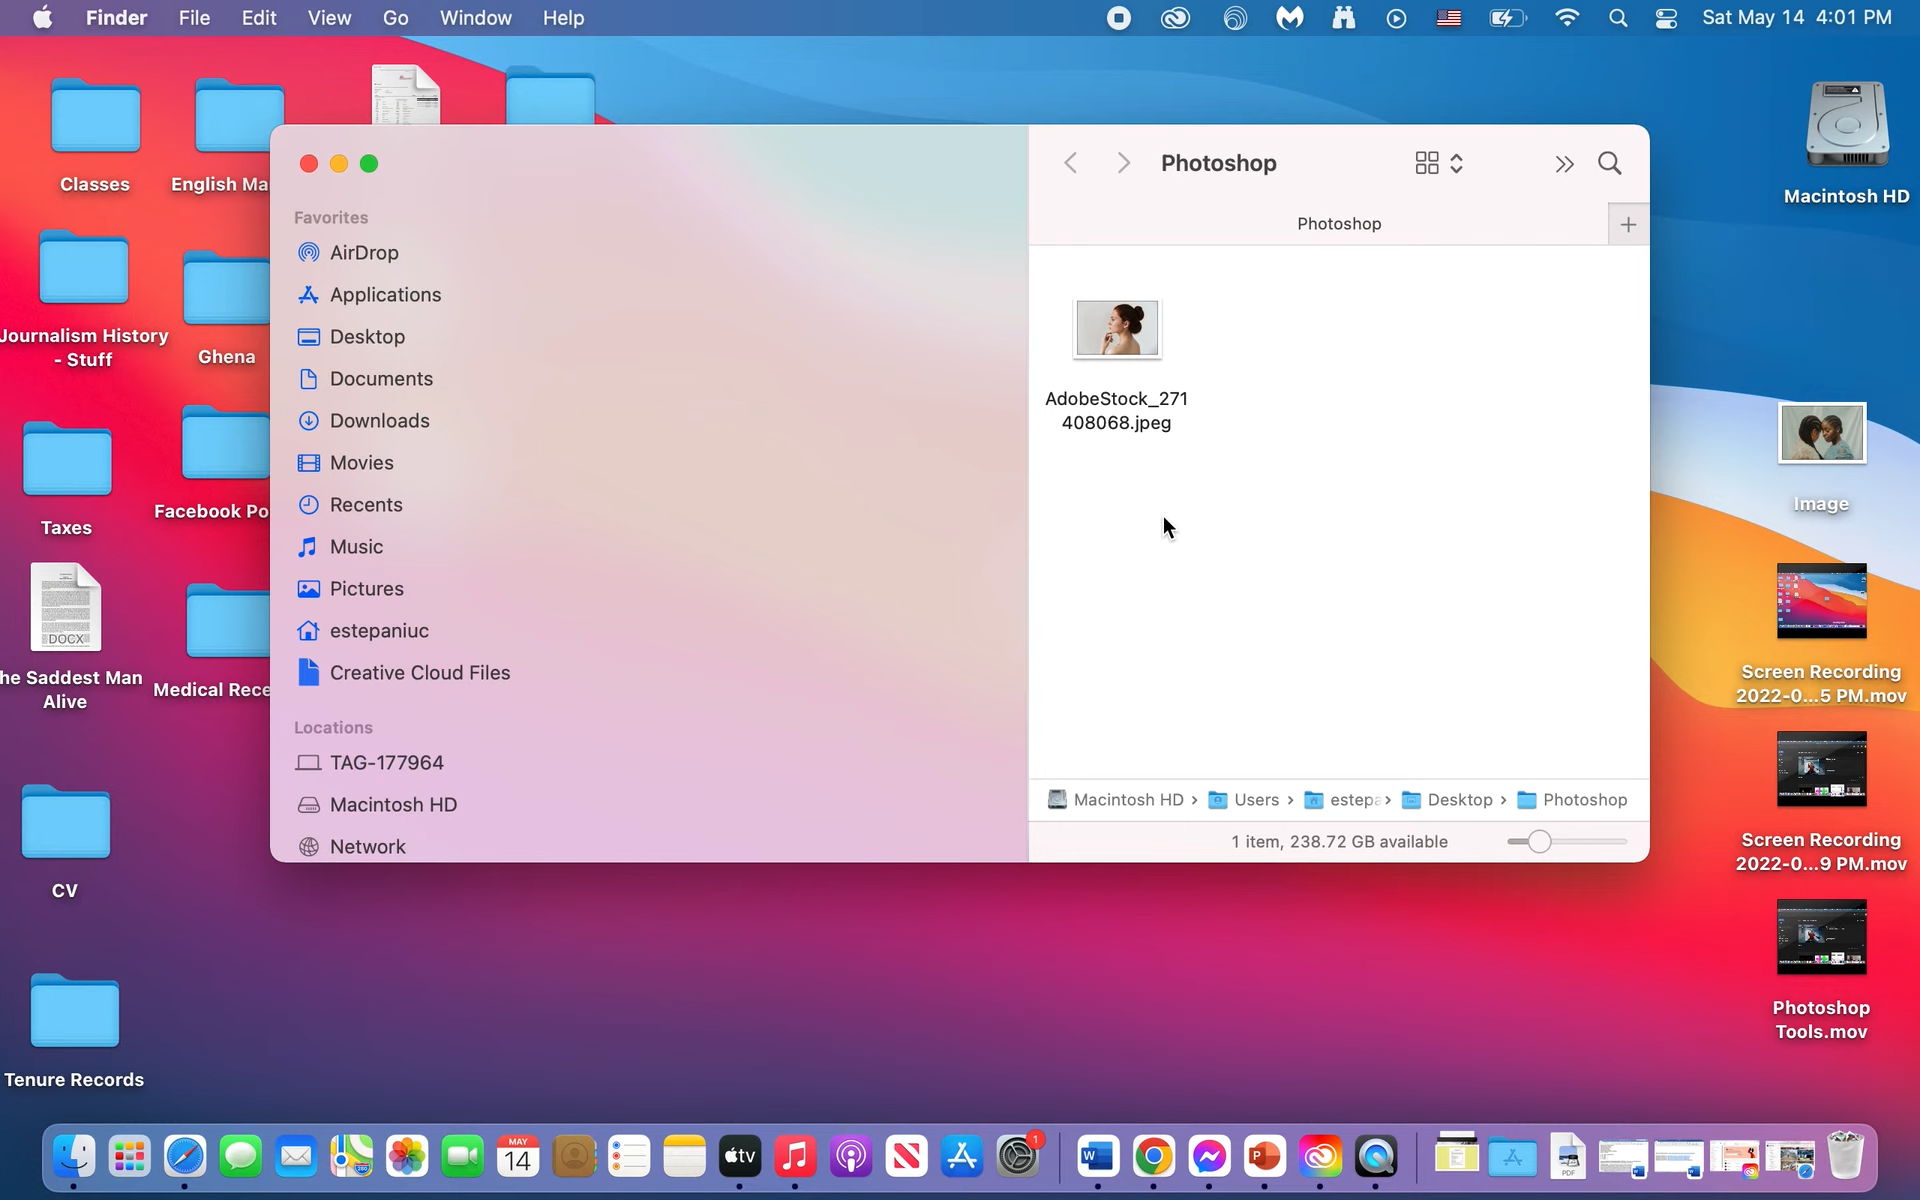 Finder File Edit View Go Window Help Sat May 14 4:01 PM
Classes
English Ma
Journalism History
- Stuff
Ghena
Taxes
Facebook Po
DOCX
he Saddest Man
Alive
Medical Rece
CV
Tenure Records
Favorites
AirDrop
Applications
Desktop
Documents
Downloads
Movies
Recents
Music
Pictures
estepaniuc
Creative Cloud Files
Locations
TAG-177964
Macintosh HD
Network
Photoshop
Photoshop
AdobeStock_271
408068.jpeg
Macintosh HD › Users › estepa› Desktop › Photoshop
1 item, 238.72 GB available
Macintosh HD
Image
Screen Recording
2022-0...5 PM.mov
Screen Recording
2022-0...9 PM.mov
Photoshop
Tools.mov
MAY
14
280
tv
1
W
P
PDF